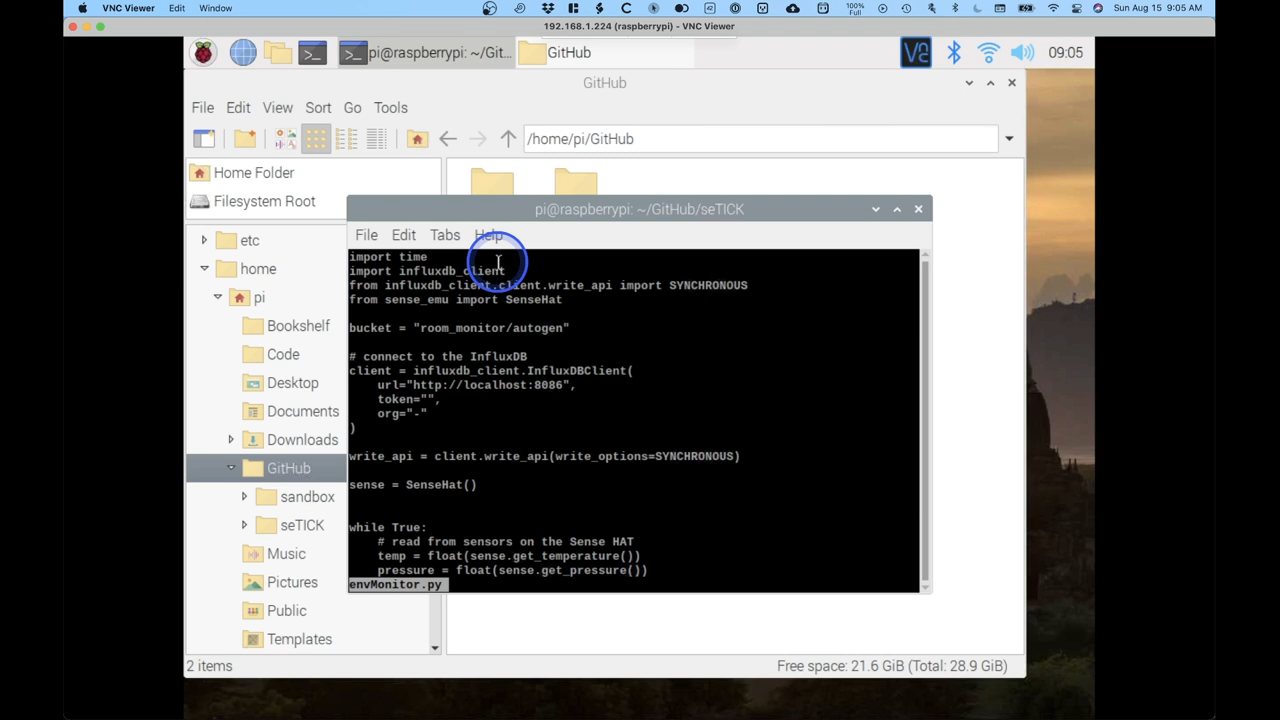 VNC Viewer Edit Window 100% Full Sun Aug 15 9:05 AM
192.168.1.224 (raspberrypi) - VNC Viewer
pi@raspberrypi: ~/Git... GitHub 09:05
GitHub
File Edit View Sort Go Tools
/home/pi/GitHub
Home Folder
Filesystem Root
etc
home
pi
Bookshelf
Code
Desktop
Documents
Downloads
GitHub
sandbox
seTICK
Music
Pictures
Public
Templates
pi@raspberrypi: ~/GitHub/seTICK
File Edit Tabs Help
import time
import influxdb_client
from influxdb_client.client.write_api import SYNCHRONOUS
from sense_emu import SenseHat
bucket = "room_monitor/autogen"
# connect to the InfluxDB
client = influxdb_client.InfluxDBClient(
url="http://localhost:8086",
token="",
org="-"
)
write_api = client.write_api(write_options=SYNCHRONOUS)
sense = SenseHat()
while True:
# read from sensors on the Sense HAT
temp = float(sense.get_temperature())
pressure = float(sense.get_pressure())
envMonitor.py
2 items
Free space: 21.6 GiB (Total: 28.9 GiB)